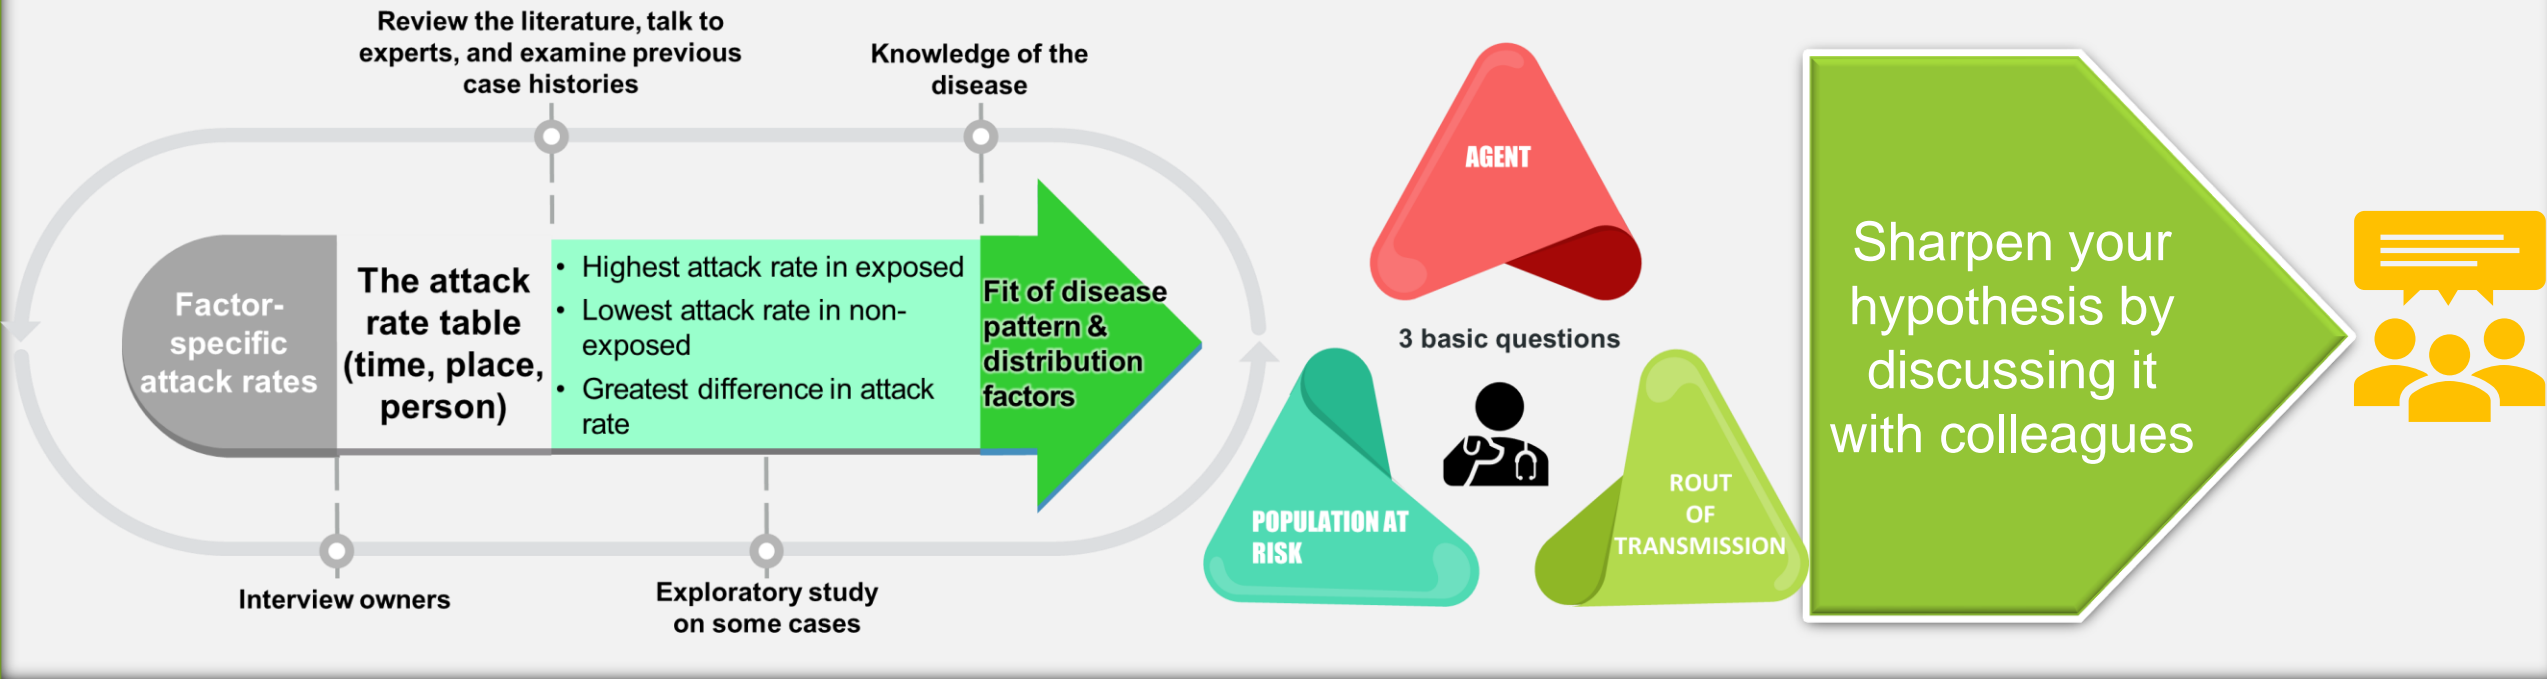 Review the literature, talk to
experts, and examine previous
case histories
Knowledge of the
disease
Factor-
specific
attack rates
The attack
rate table
(time, place,
person)
• Highest attack rate in exposed
• Lowest attack rate in non-
exposed
• Greatest difference in attack
rate
Fit of disease
pattern &
distribution
factors
Interview owners
Exploratory study
on some cases
AGENT
3 basic questions
POPULATION AT
RISK
ROUT
OF
TRANSMISSION
Sharpen your
hypothesis by
discussing it
with colleagues